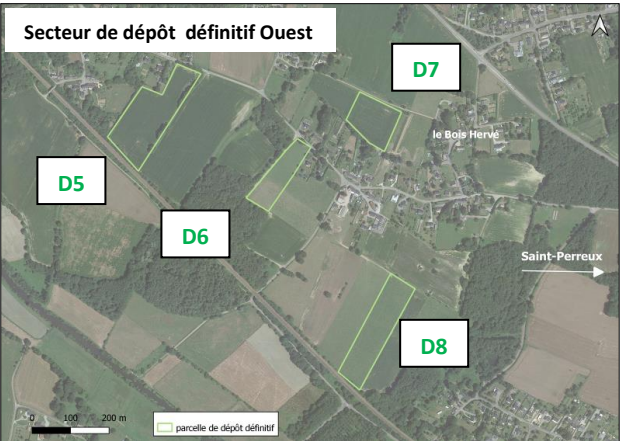 Secteur de dépôt définitif Ouest
D7
le Bois Hervé
D5
D6
Saint-Perreux
D8
0 100 200 m
parcelle de dépôt définitif